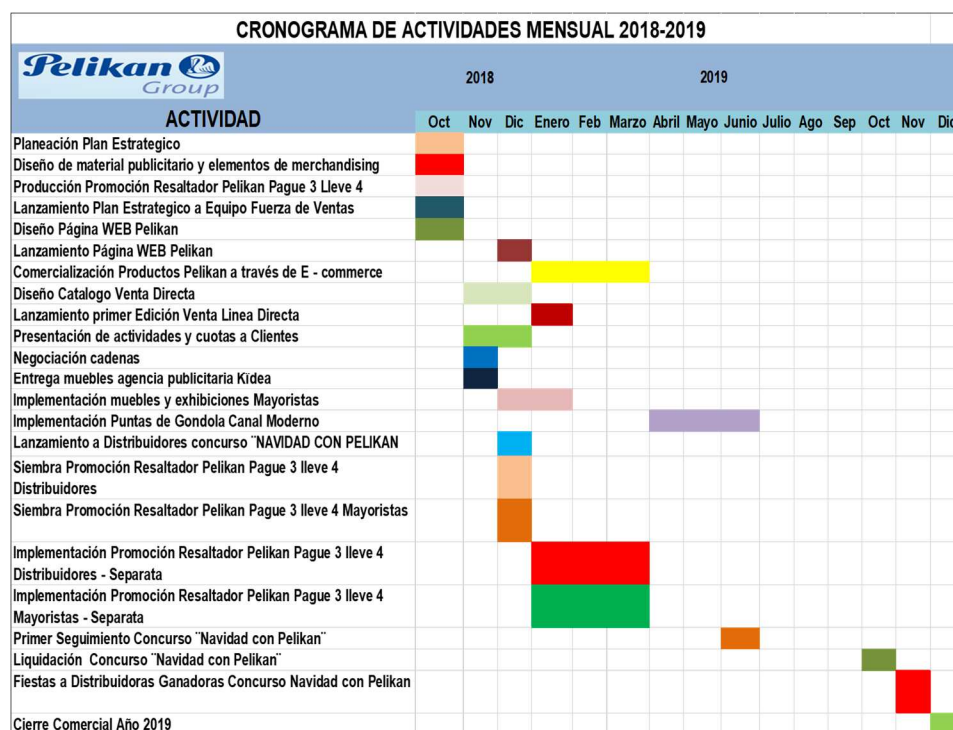 CRONOGRAMA DE ACTIVIDADES MENSUAL 2018-2019
Pelikan
Group
2018 2019
ACTIVIDAD Oct Nov Dic Enero Feb Marzo Abril Mayo Junio Julio Ago Sep Oct Nov Dic
Planeación Plan Estrategico
Diseño de material publicitario y elementos de merchandising
Producción Promoción Resaltador Pelikan Pague 3 Lleve 4
Lanzamiento Plan Estrategico a Equipo Fuerza de Ventas
Diseño Página WEB Pelikan
Lanzamiento Página WEB Pelikan
Comercialización Productos Pelikan a través de E - commerce
Diseño Catalogo Venta Directa
Lanzamiento primer Edición Venta Linea Directa
Presentación de actividades y cuotas a Clientes
Negociación cadenas
Entrega muebles agencia publicitaria Kïdea
Implementación muebles y exhibiciones Mayoristas
Implementación Puntas de Gondola Canal Moderno
Lanzamiento a Distribuidores concurso ¨NAVIDAD CON PELIKAN
Siembra Promoción Resaltador Pelikan Pague 3 lleve 4
Distribuidores
Siembra Promoción Resaltador Pelikan Pague 3 lleve 4 Mayoristas
Implementación Promoción Resaltador Pelikan Pague 3 lleve 4
Distribuidores - Separata
Implementación Promoción Resaltador Pelikan Pague 3 lleve 4
Mayoristas - Separata
Primer Seguimiento Concurso ¨Navidad con Pelikan¨
Liquidación Concurso ¨Navidad con Pelikan¨
Fiestas a Distribuidoras Ganadoras Concurso Navidad con Pelikan
Cierre Comercial Año 2019